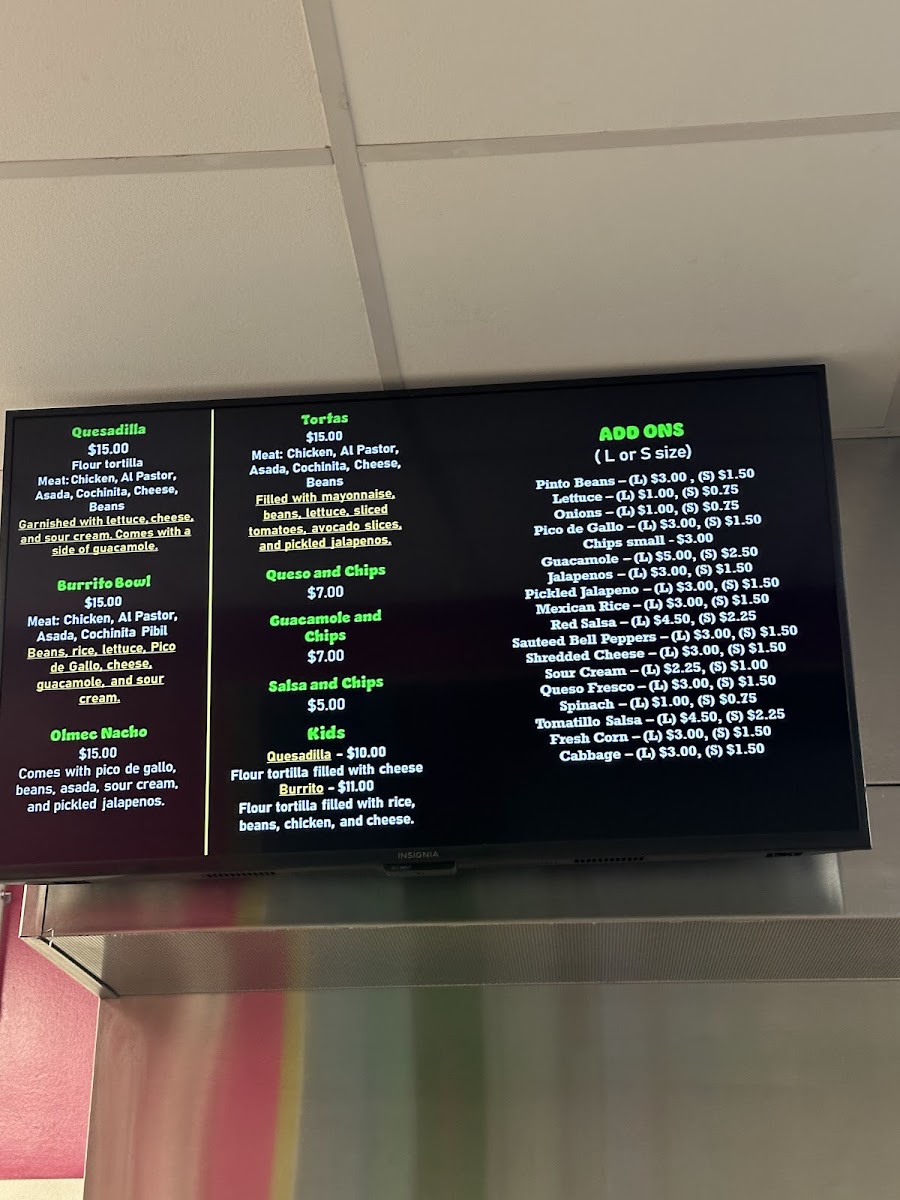 Quesadilla
$15.00
Flour tortilla
Meat: Chicken, Al Pastor,
Asada, Cochinita, Cheese,
Beans
Garnished with lettuce, cheese,
and sour cream. Comes with a
side of guacamole.
Burrito Bowl
$15.00
Meat: Chicken, Al Pastor,
Asada, Cochinita Pibil
Beans, rice, lettuce, Pico
de Gallo, cheese,
guacamole, and sour
cream.
Olmec Nacho
$15.00
Comes with pico de gallo,
beans, asada, sour cream,
and pickled jalapenos.
Tortas
$15.00
Meat: Chicken, Al Pastor,
Asada, Cochinita, Cheese,
Beans
Filled with mayonnaise,
beans, lettuce, sliced
tomatoes, avocado slices,
and pickled jalapenos.
Queso and Chips
$7.00
Guacamole and
Chips
$7.00
Salsa and Chips
$5.00
Kids
Quesadilla - $10.00
Flour tortilla filled with cheese
Burrito - $11.00
Flour tortilla filled with rice,
beans, chicken, and cheese.
ADD ONS
( L or S size)
Pinto Beans – (L) $3.00 , (S) $1.50
Lettuce – (L) $1.00, (S) $0.75
Onions – (L) $1.00, (S) $0.75
Pico de Gallo – (L) $3.00, (S) $1.50
Chips small - $3.00
Guacamole – (L) $5.00, (S) $2.50
Jalapenos – (L) $3.00, (S) $1.50
Pickled Jalapeno – (L) $3.00, (S) $1.50
Mexican Rice – (L) $3.00, (S) $1.50
Red Salsa – (L) $4.50, (S) $2.25
Sauteed Bell Peppers – (L) $3.00, (S) $1.50
Shredded Cheese – (L) $3.00, (S) $1.50
Sour Cream – (L) $2.25, (S) $1.00
Queso Fresco – (L) $3.00, (S) $1.50
Spinach – (L) $1.00, (S) $0.75
Tomatillo Salsa – (L) $4.50, (S) $2.25
Fresh Corn – (L) $3.00, (S) $1.50
Cabbage – (L) $3.00, (S) $1.50
INSIGNIA